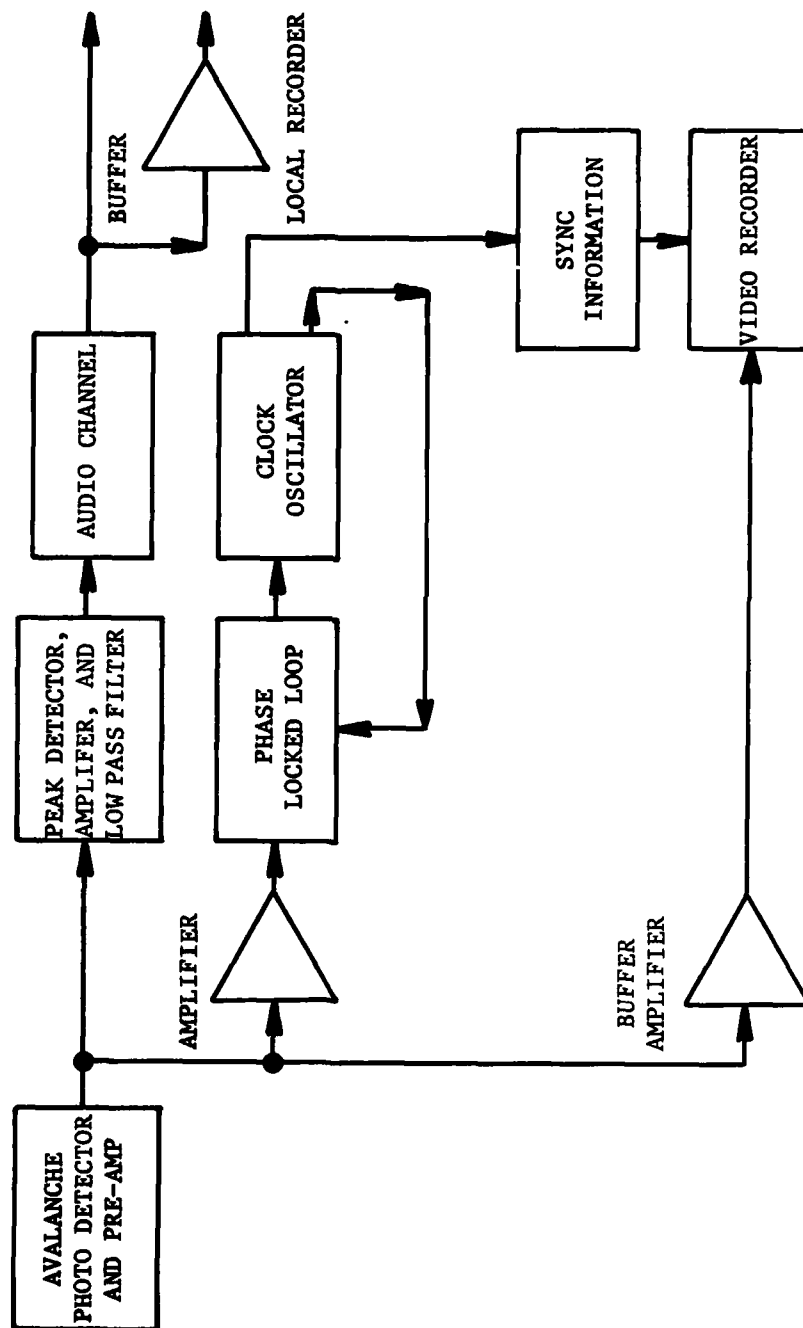 AVALANCHE
PHOTO DETECTOR
AND PRE-AMP
PEAK DETECTOR,
AMPLIFER, AND
LOW PASS FILTER
AUDIO CHANNEL
BUFFER
LOCAL RECORDER
AMPLIFIER
PHASE
LOCKED LOOP
CLOCK
OSCILLATOR
SYNC
INFORMATION
BUFFER
AMPLIFIER
VIDEO RECORDER